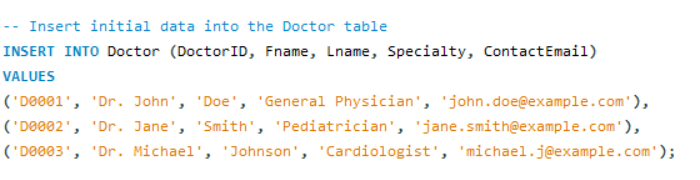 -- Insert initial data into the Doctor table
INSERT INTO Doctor (DoctorID, Fname, Lname, Specialty, ContactEmail)
VALUES
('D0001', 'Dr. John', 'Doe', 'General Physician', 'john.doe@example.com'),
('D0002', 'Dr. Jane', 'Smith', 'Pediatrician', 'jane.smith@example.com'),
('D0003', 'Dr. Michael', 'Johnson', 'Cardiologist', 'michael.j@example.com');